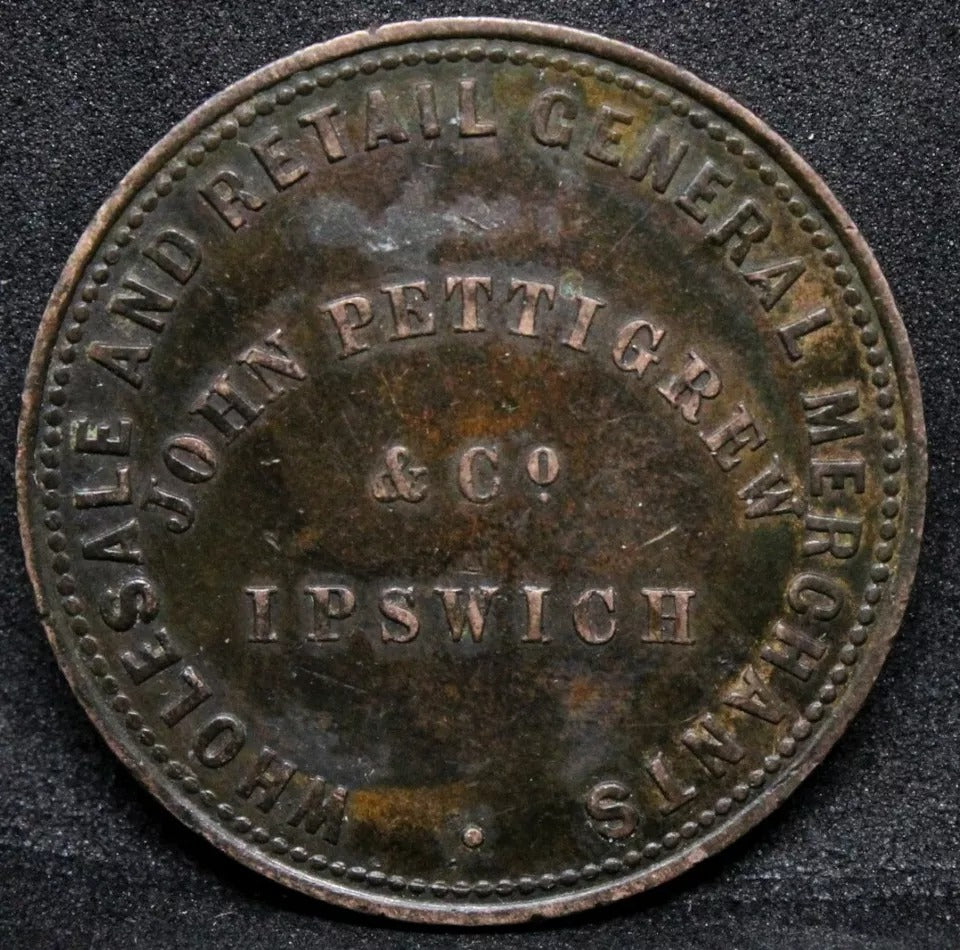 WHOLESALE AND RETAIL GENERAL MERCHANTS
JOHN PETTIGREW
& Cº
IPSWICH